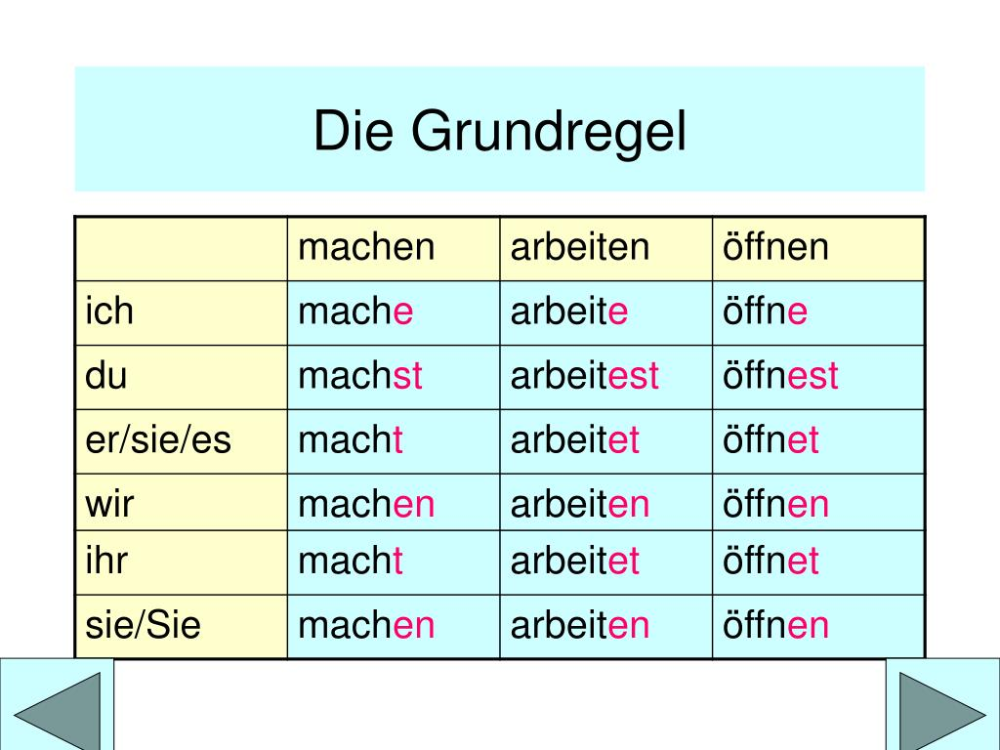 Die Grundregel
machen arbeiten öffnen
ich mache arbeite öffne
du machst arbeitest öffnest
er/sie/es macht arbeitet öffnet
wir machen arbeiten öffnen
ihr macht arbeitet öffnet
sie/Sie machen arbeiten öffnen